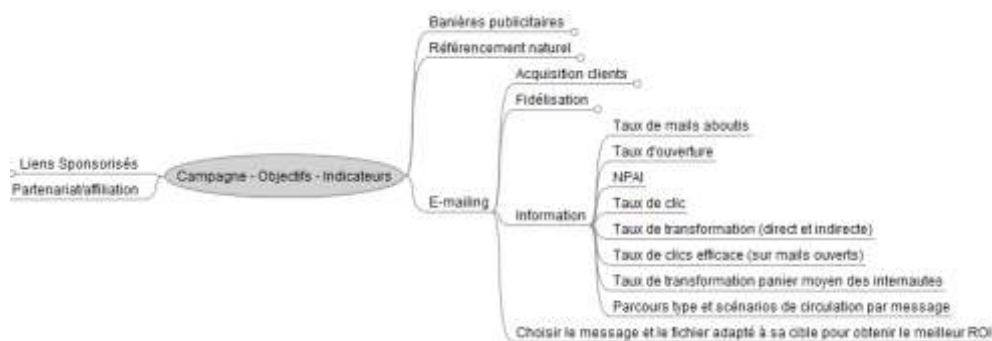 Banières publicitaires
Référencement naturel
Acquisition clients
Fidélisation
Taux de mails aboutis
Taux d'ouverture
Liens Sponsorisés
Campagne - Objectifs - Indicateurs
NPAI
Partenariat/affiliation
E-mailing
Information
Taux de clic
Taux de transformation (direct et indirecte)
Taux de clics efficace (sur mails ouverts)
Taux de transformation panier moyen des internautes
Parcours type et scénarios de circulation par message
Choisir le message et le fichier adapté à sa cible pour obtenir le meilleur ROI